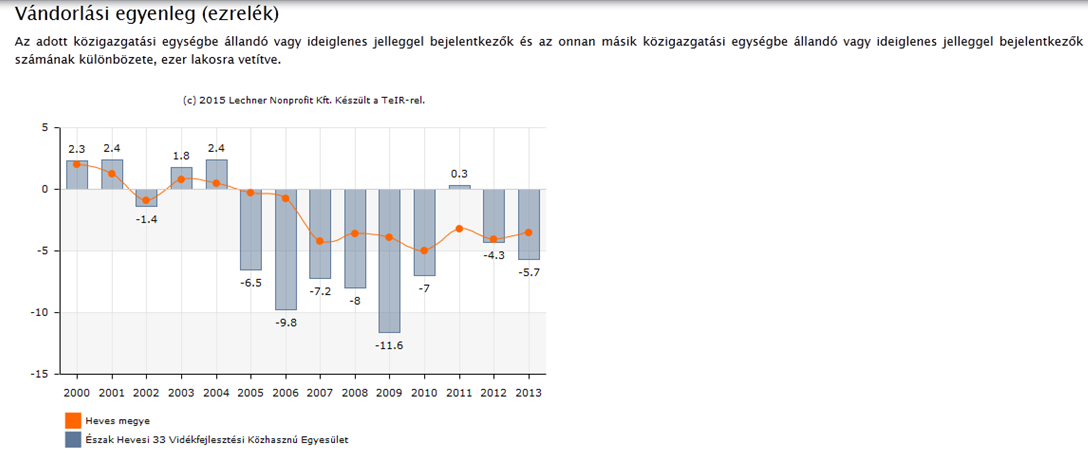 Vándorlási egyenleg (ezrelék)
Az adott közigazgatási egységbe állandó vagy ideiglenes jelleggel bejelentkezők és az onnan másik közigazgatási egységbe állandó vagy ideiglenes jelleggel bejelentkezők
számának különbözete, ezer lakosra vetítve.
(c) 2015 Lechner Nonprofit Kft. Készült a TeIR-rel.
5
0
-5
-10
-15
2.3
2.4
-1.4
1.8
2.4
-6.5
-9.8
-7.2
-8
-11.6
-7
0.3
-4.3
-5.7
2000 2001 2002 2003 2004 2005 2006 2007 2008 2009 2010 2011 2012 2013
Heves megye
Észak Hevesi 33 Vidékfejlesztési Közhasznú Egyesület